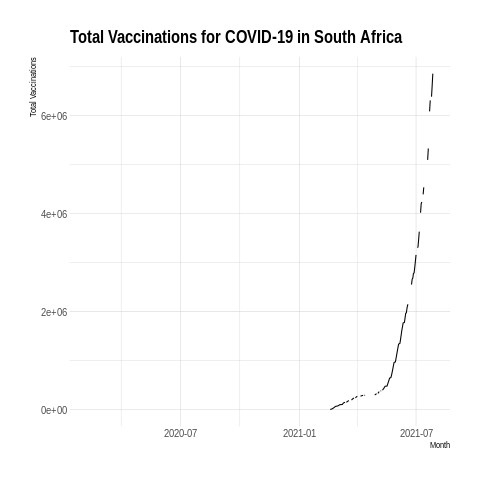 Total Vaccinations for COVID-19 in South Africa
Total Vaccinations
6e+06
4e+06
2e+06
0e+00
2020-07
2021-01
2021-07
Month